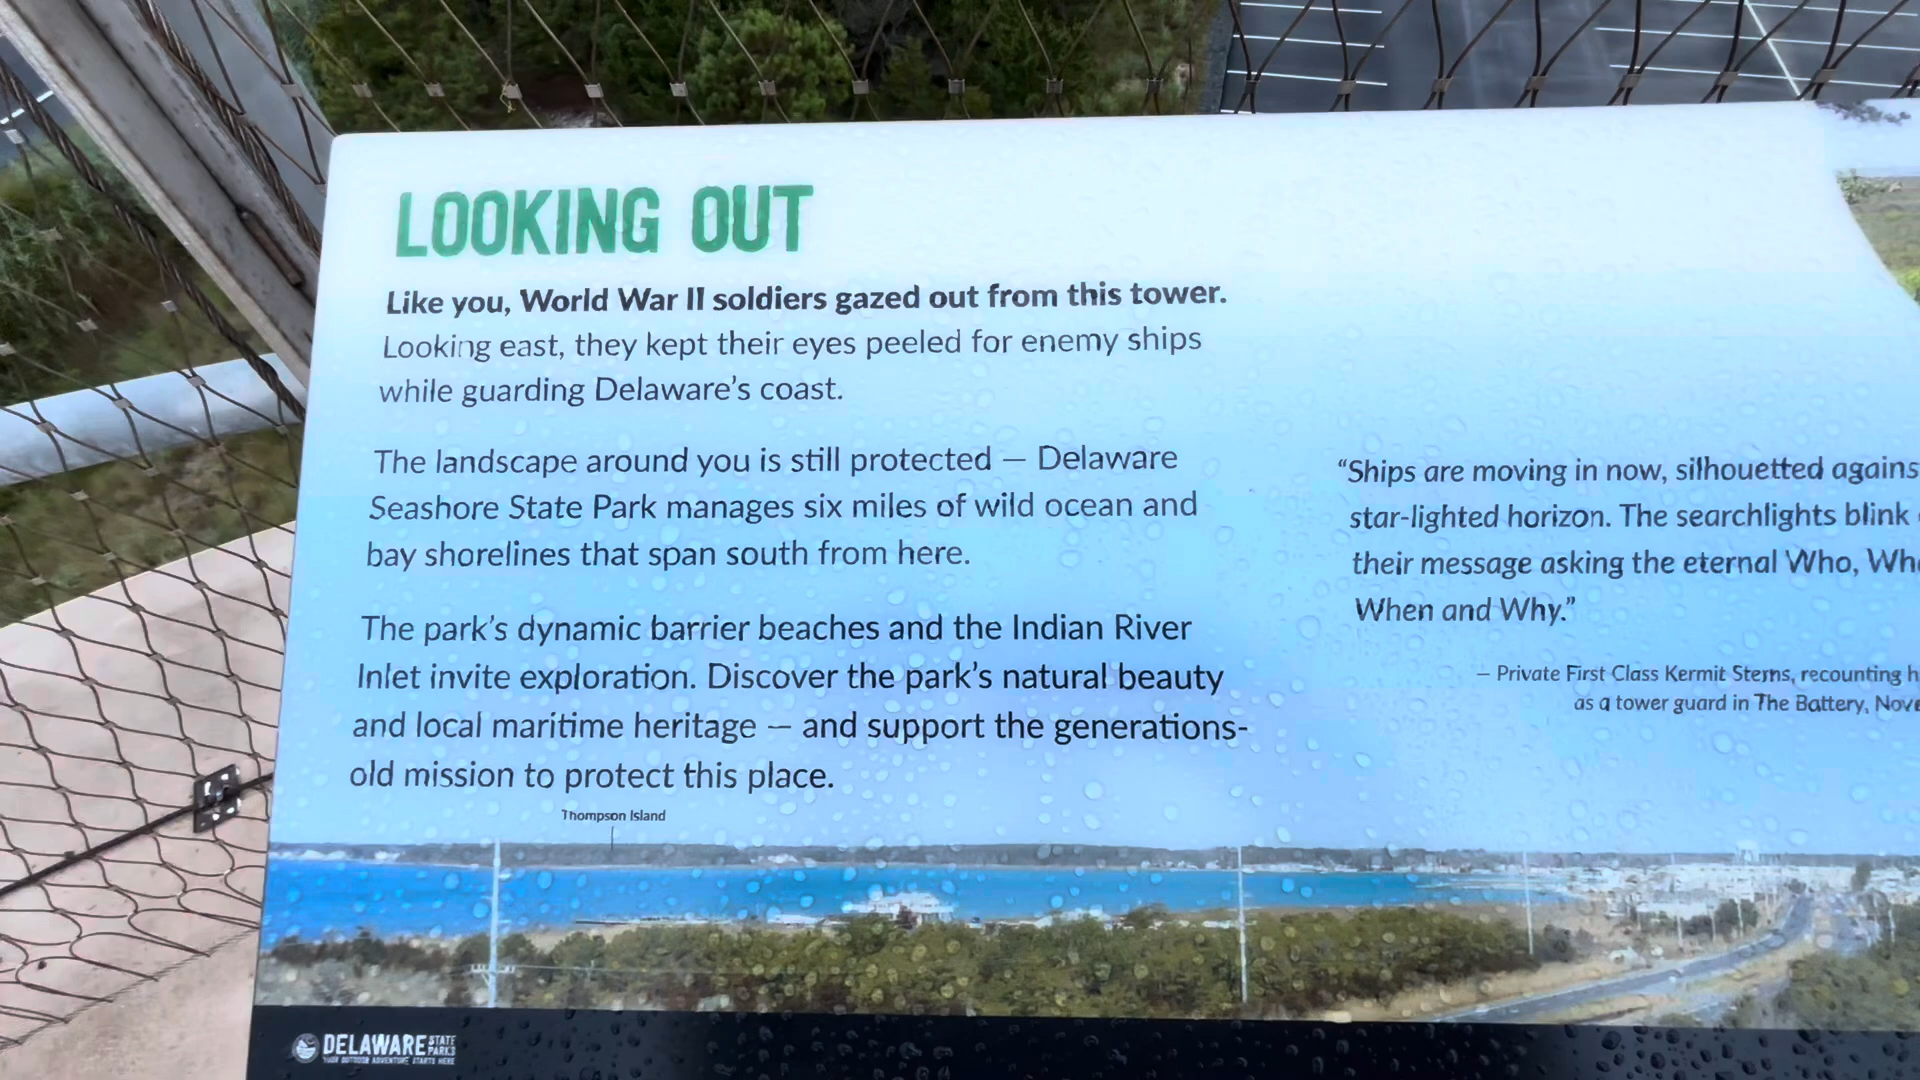 LOOKING OUT
Like you, World War II soldiers gazed out from this tower.
Looking east, they kept their eyes peeled for enemy ships
while guarding Delaware's coast.
The landscape around you is still protected — Delaware
Seashore State Park manages six miles of wild ocean and
bay shorelines that span south from here.
The park's dynamic barrier beaches and the Indian River
Inlet invite exploration. Discover the park's natural beauty
and local maritime heritage — and support the generations-
old mission to protect this place.
"Ships are moving in now, silhouetted
star-lighted horizon. The searchlights blink
their message asking the eternal Who,
When and Why."
– Private First Class Kermit Sterns, recounting
as a tower guard in The Battery,
Thompson Island
DELAWARE STATE PARKS
YOUR OUTDOOR ADVENTURE STARTS HERE